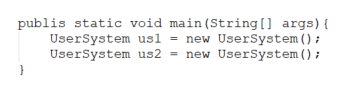 publis static void main(String[] args){
    UserSystem us1 = new UserSystem();
    UserSystem us2 = new UserSystem();
}